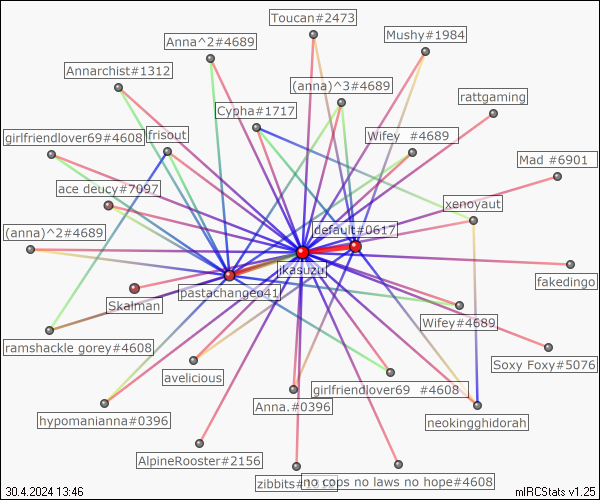 Toucan#2473
Anna^2#4689
Mushy#1984
Annarchist#1312
(anna)^3#4689
rattgaming
Cypha#1717
girlfriendlover69#4608
frisout
Wifey #4689
Mad #6901
ace deucy#7997
xenoyaut
(anna)^2#4689
default#0617
jkasuzu
fakedingo
pastachangeo41
Skalman
Wifey#4689
ramshackle gorey#4608
Soxy Foxy#5076
avelicious
girlfriendlover69 #4608
Anna.#0396
hypomanianna#0396
neokingghidorah
AlpineRooster#2156
zibbits
no cops no laws no hope#4608
30.4.2024 13:46
mIRCStats v1.25